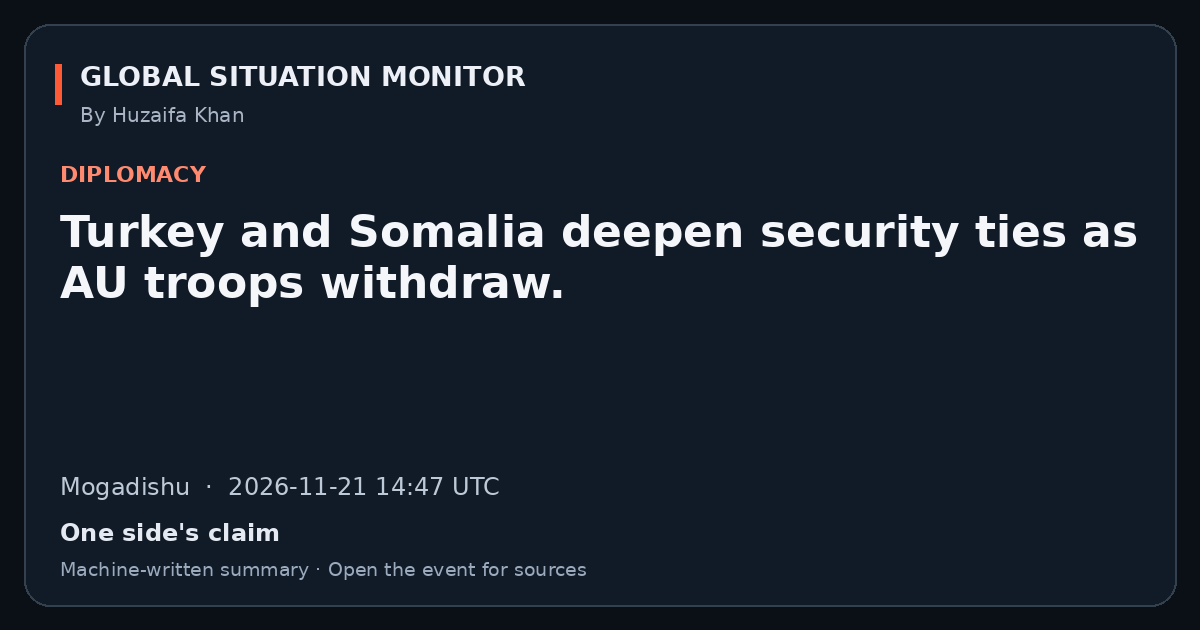 GLOBAL SITUATION MONITOR
By Huzaifa Khan
DIPLOMACY
Turkey and Somalia deepen security ties as
AU troops withdraw.
Mogadishu · 2026-11-21 14:47 UTC
One side's claim
Machine-written summary · Open the event for sources